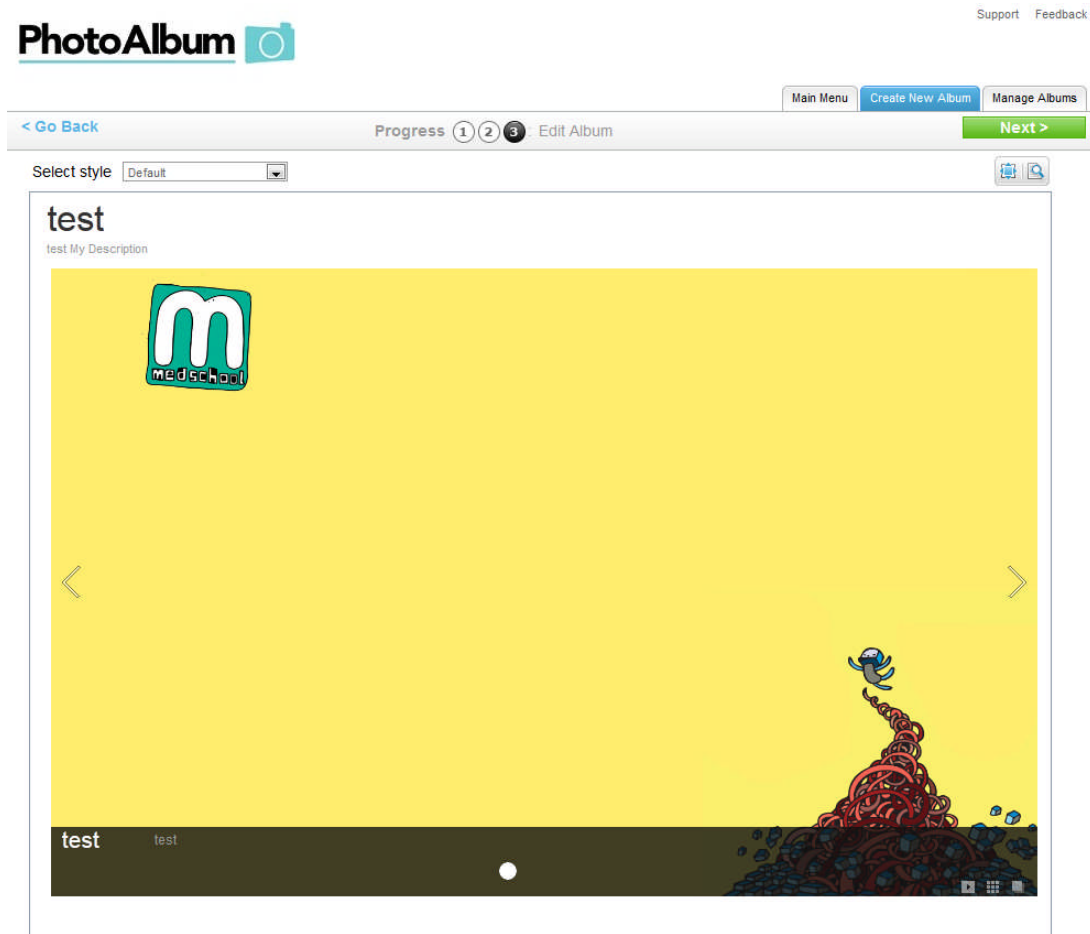 Support Feedback
PhotoAlbum
Main Menu Create New Album Manage Albums
< Go Back Progress 1 2 3 Edit Album Next >
Select style Default
test
test My Description
m
medschool
test test